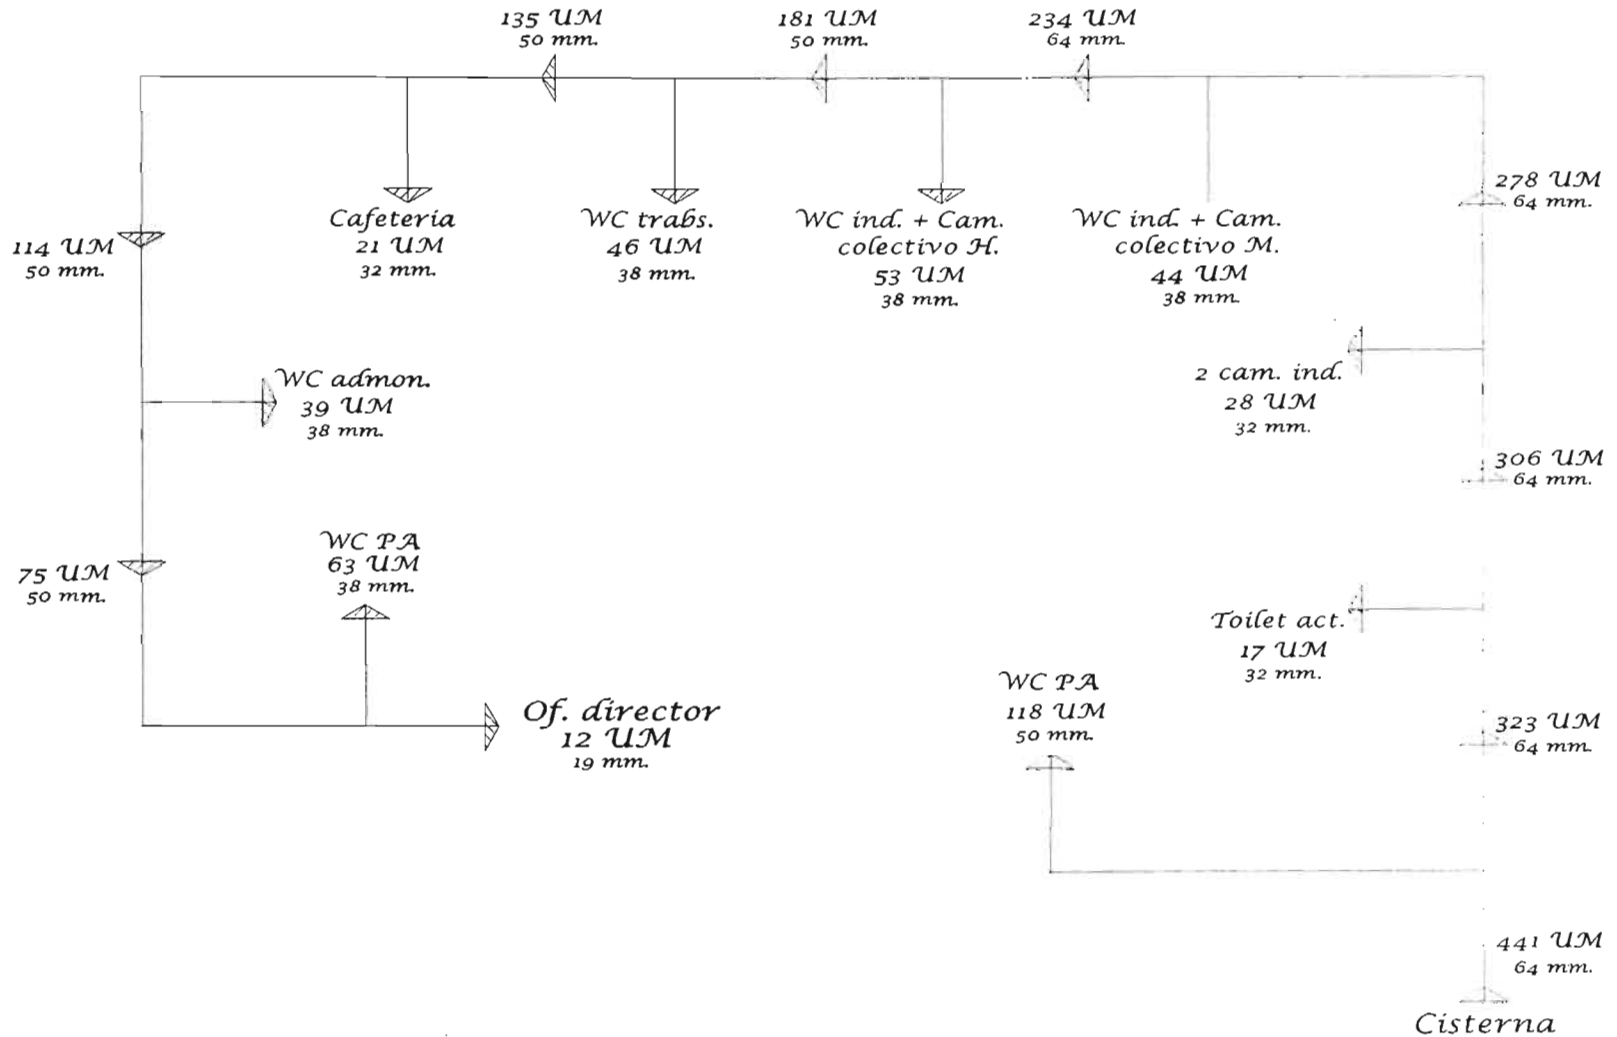 135 UM
50 mm.
181 UM
50 mm.
234 UM
64 mm.
278 UM
64 mm.
Cafeteria
21 UM
32 mm.
WC trabs.
46 UM
38 mm.
WC ind. + Cam.
colectivo H.
53 UM
38 mm.
WC ind. + Cam.
colectivo M.
44 UM
38 mm.
114 UM
50 mm.
WC admon.
39 UM
38 mm.
2 cam. ind.
28 UM
32 mm.
306 UM
64 mm.
WC PA
63 UM
38 mm.
75 UM
50 mm.
Toilet act.
17 UM
32 mm.
WC PA
118 UM
50 mm.
Of. director
12 UM
19 mm.
323 UM
64 mm.
441 UM
64 mm.
Cisterna